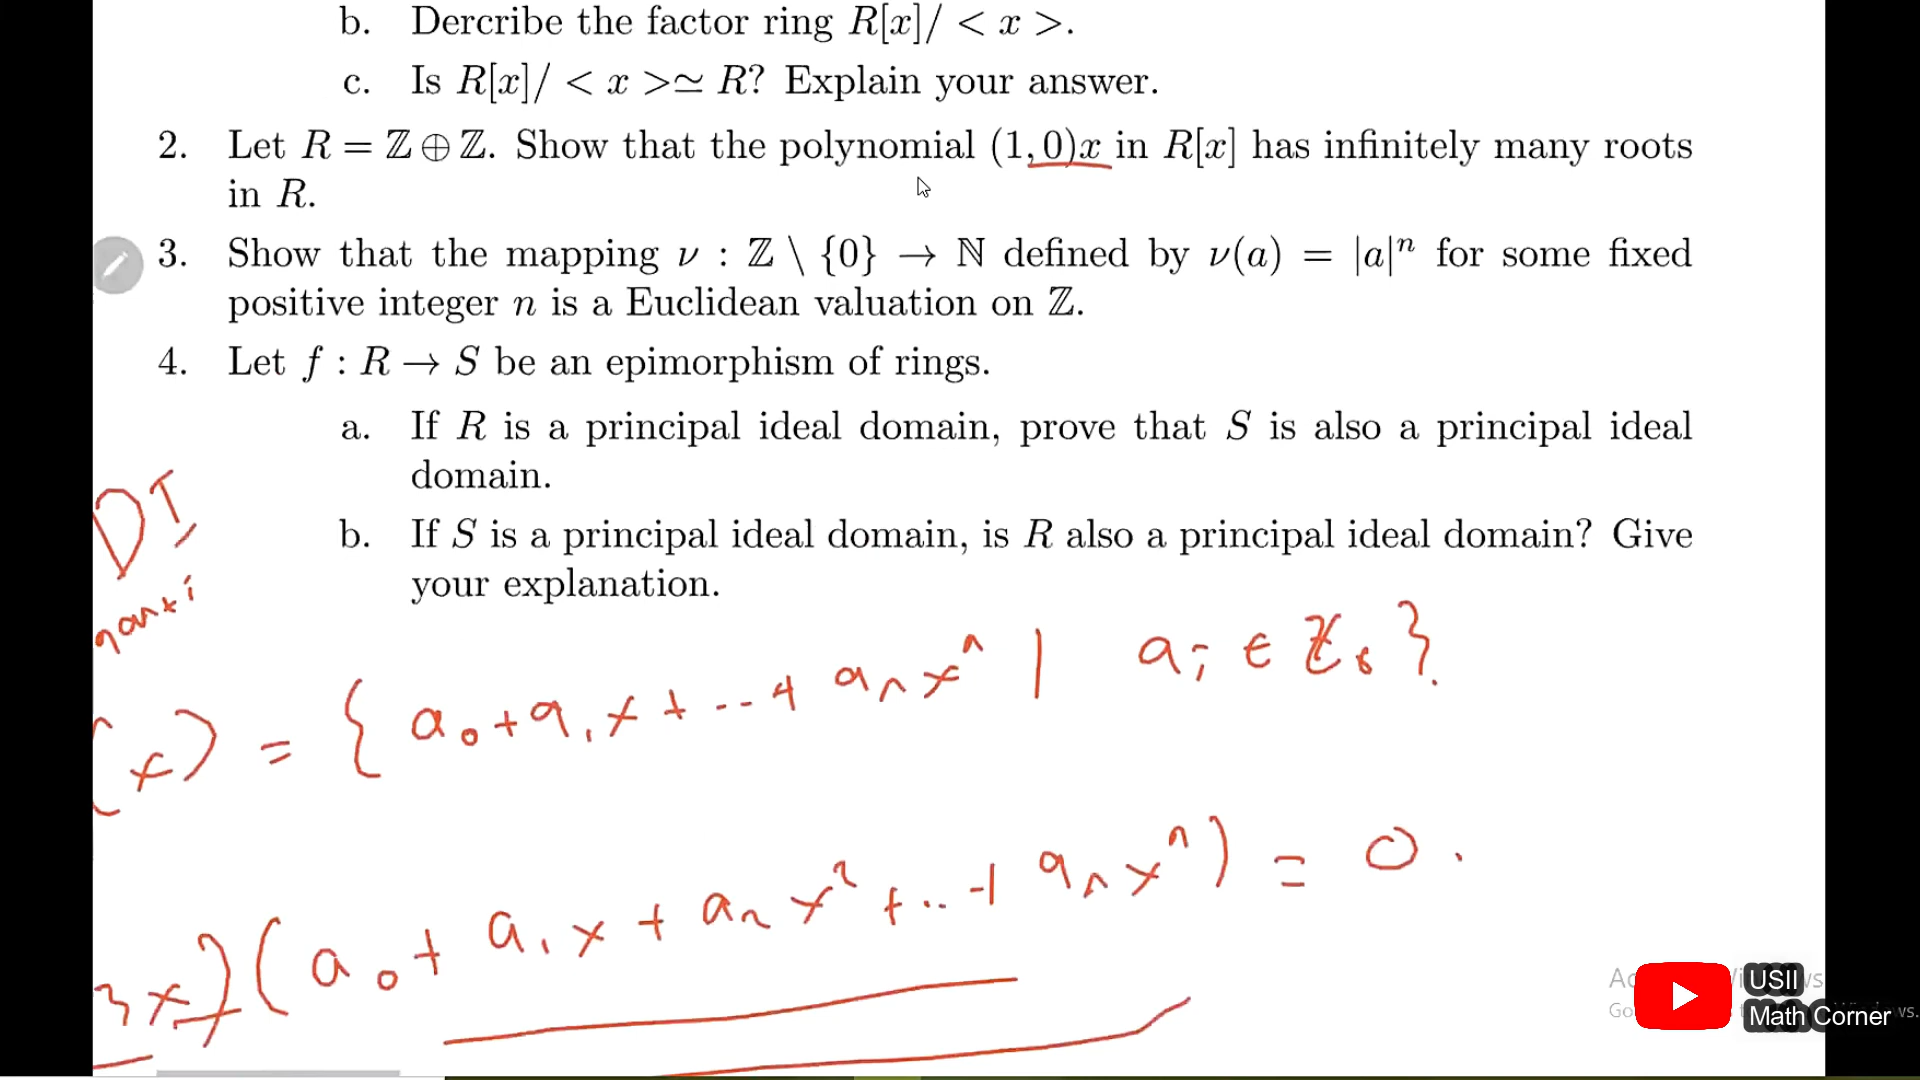 b. Dercribe the factor ring R[x]/ < x >.
c. Is R[x]/ < x >≃ R? Explain your answer.
2. Let R = ℤ ⊕ ℤ. Show that the polynomial (1, 0)x in R[x] has infinitely many roots
in R.
3. Show that the mapping ν : ℤ \ {0} → ℕ defined by ν(a) = |a|ⁿ for some fixed
positive integer n is a Euclidean valuation on ℤ.
4. Let f : R → S be an epimorphism of rings.
a. If R is a principal ideal domain, prove that S is also a principal ideal
domain.
b. If S is a principal ideal domain, is R also a principal ideal domain? Give
your explanation.
DI
(x) = { a₀ + a₁x + ... + aₙxⁿ | aᵢ ∈ ℤ₆ }.
3x)(a₀ + a₁x + a₂x² + ... + aₙxⁿ) = 0.
USII
Math Corner